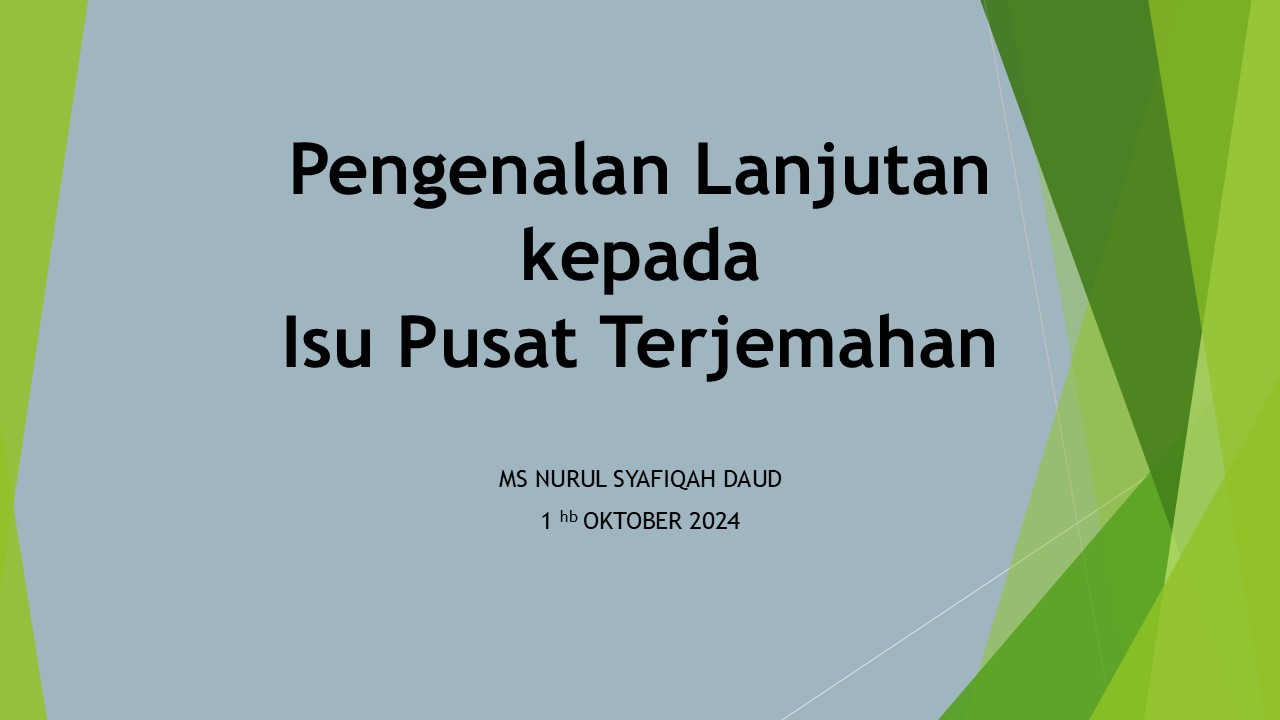 Pengenalan Lanjutan
kepada
Isu Pusat Terjemahan
MS NURUL SYAFIQAH DAUD
1 hb OKTOBER 2024